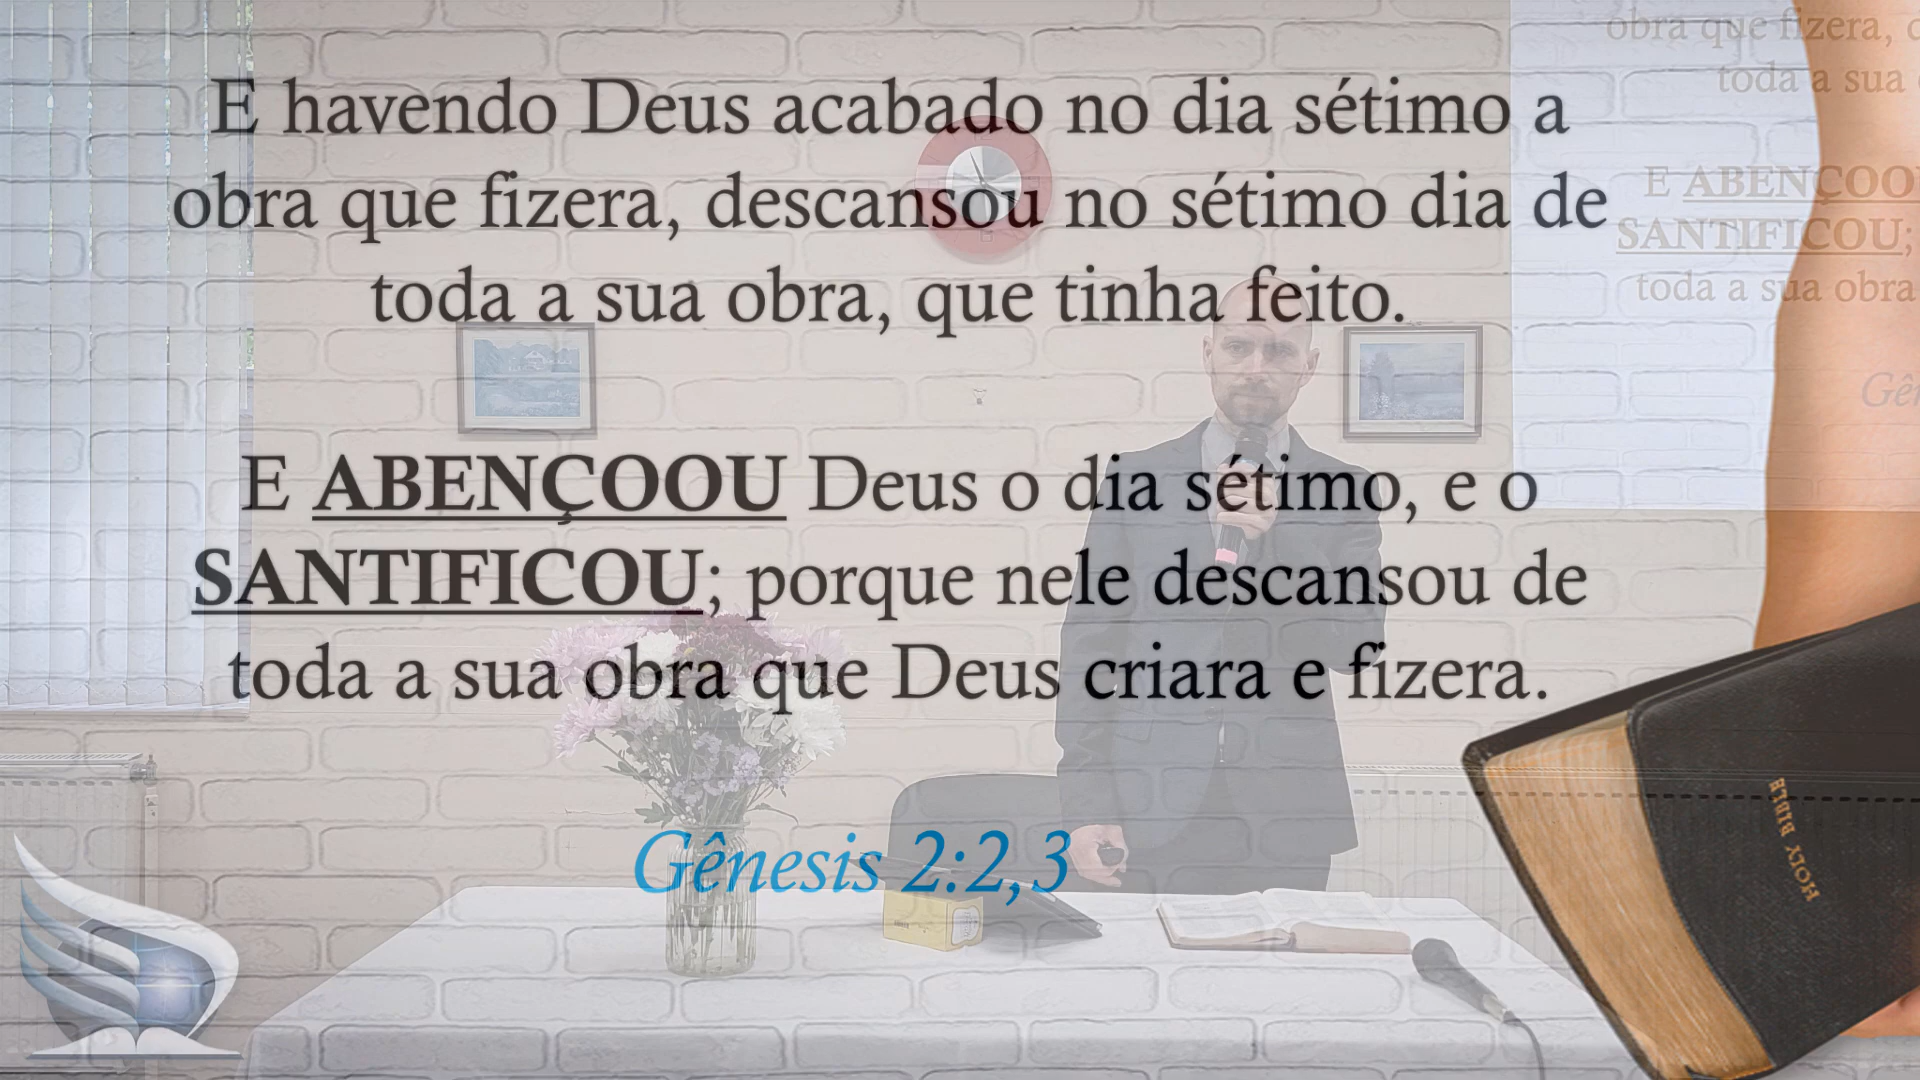 E havendo Deus acabado no dia sétimo a
obra que fizera, descansou no sétimo dia de
toda a sua obra, que tinha feito.
E ABENÇOOU Deus o dia sétimo, e o
SANTIFICOU; porque nele descansou de
toda a sua obra que Deus criara e fizera.
Gênesis 2:2,3
obra que fizera,
toda a sua
E ABENÇOO
SANTIFICOU;
toda a sua obra
Gên
HOLY BIBLE